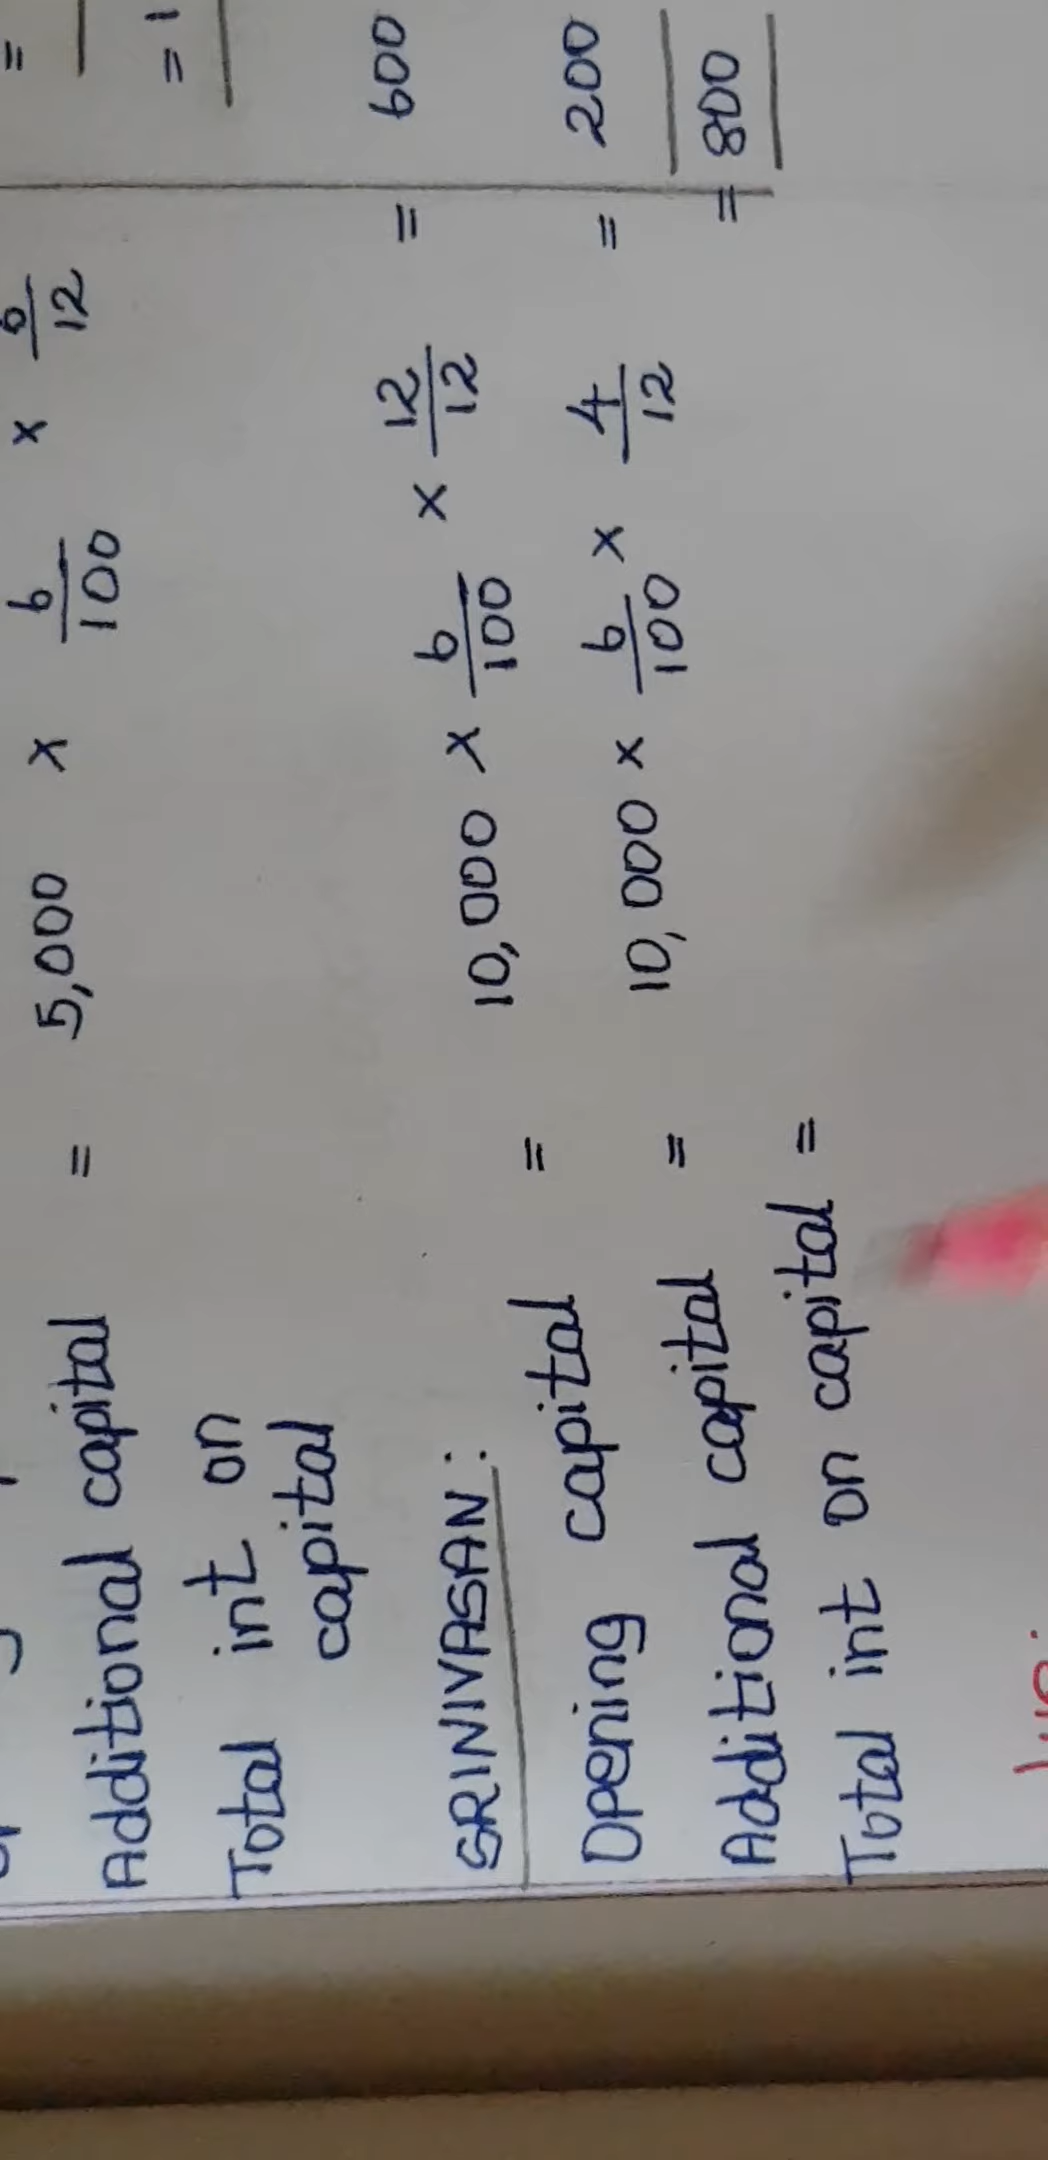 Additional capital = 5,000 x 6/100 x 6/12 =
Total int on capital = 1
SRINIVASAN:
Opening capital = 10,000 x 6/100 x 12/12 = 600
Additional capital = 10,000 x 6/100 x 4/12 = 200
Total int on capital = = 800